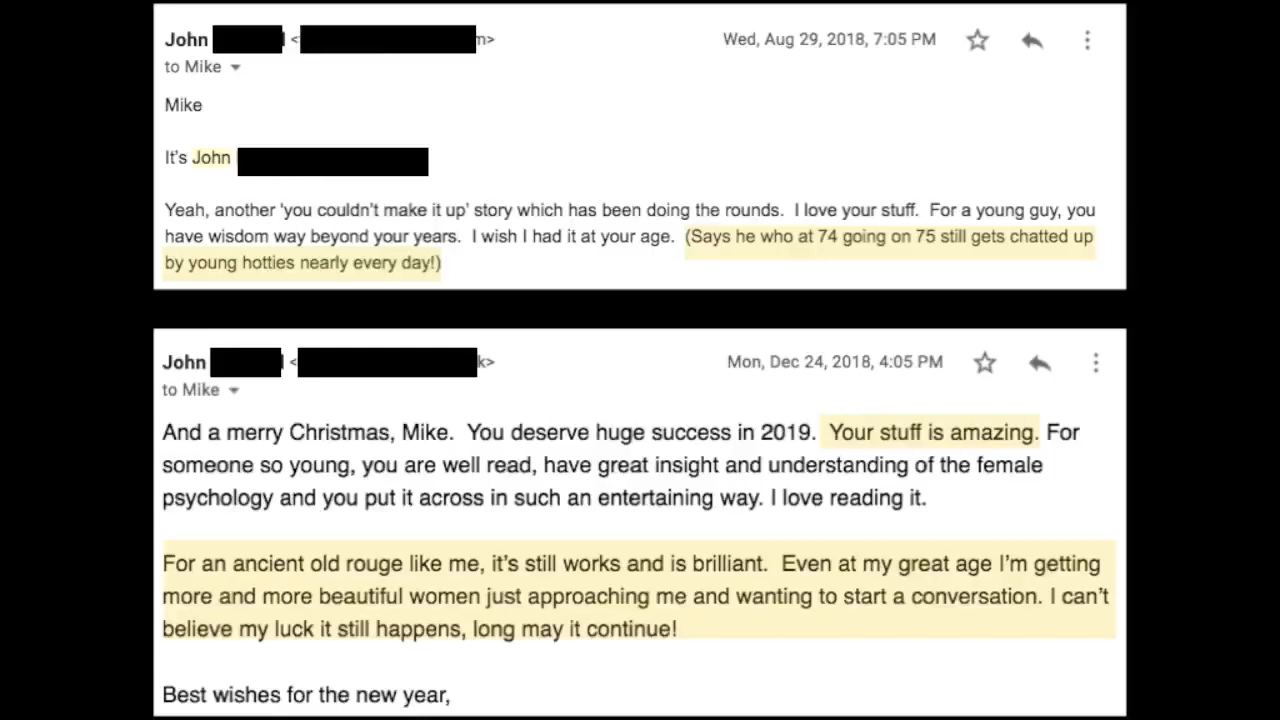 John <m>
Wed, Aug 29, 2018, 7:05 PM
to Mike
Mike
It's John
Yeah, another 'you couldn't make it up' story which has been doing the rounds.  I love your stuff.  For a young guy, you
have wisdom way beyond your years.  I wish I had it at your age.  (Says he who at 74 going on 75 still gets chatted up
by young hotties nearly every day!)
John <k>
Mon, Dec 24, 2018, 4:05 PM
to Mike
And a merry Christmas, Mike.  You deserve huge success in 2019.  Your stuff is amazing. For
someone so young, you are well read, have great insight and understanding of the female
psychology and you put it across in such an entertaining way. I love reading it.
For an ancient old rouge like me, it's still works and is brilliant.  Even at my great age I'm getting
more and more beautiful women just approaching me and wanting to start a conversation. I can't
believe my luck it still happens, long may it continue!
Best wishes for the new year,